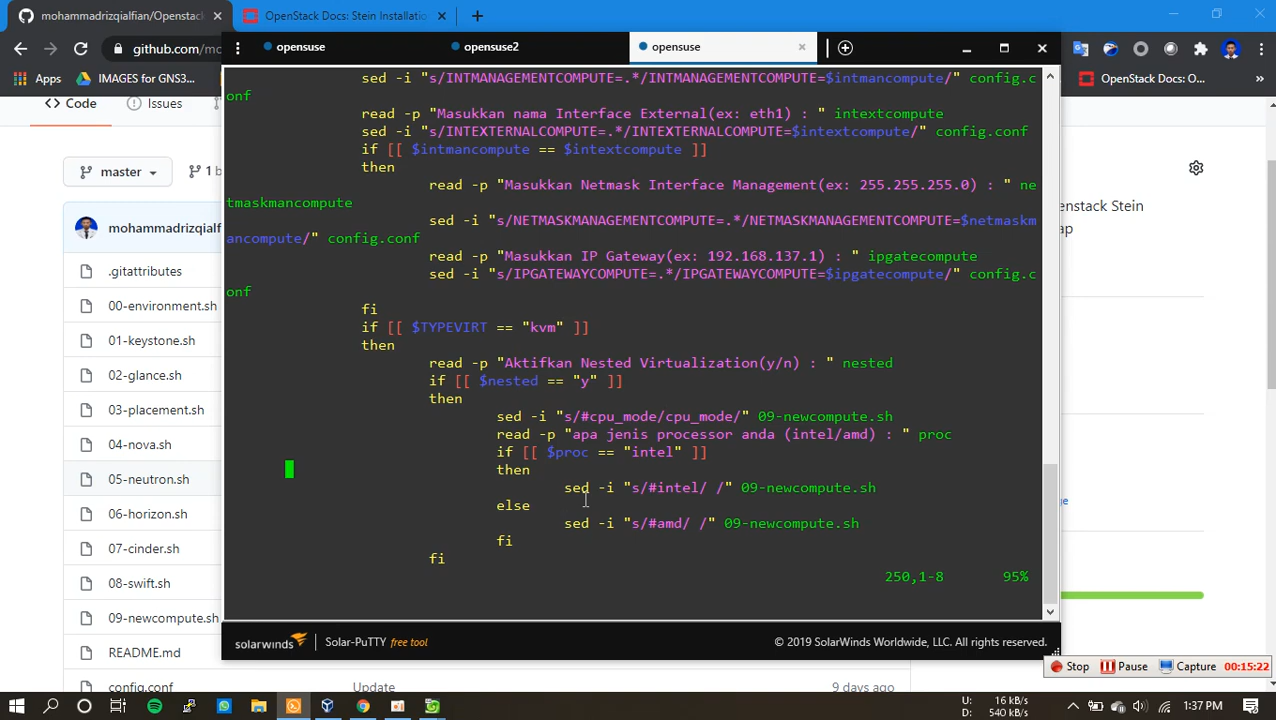 mohammadrizqialfian/Openstack
OpenStack Docs: Stein Installatio
github.com/mo
Apps
IMAGES for GNS3...
OpenStack Docs: O...
opensuse
opensuse2
opensuse
Code
Issues
master
1 b
mohammadrizqialf
.gitattributes
00-environment.sh
01-keystone.sh
02-glance.sh
03-placement.sh
04-nova.sh
05-neutron.sh
06-horizon.sh
07-cinder.sh
08-swift.sh
09-newcompute.sh
README.md
config.conf
Update
9 days ago
enstack Stein
ap
sed -i "s/INTMANAGEMENTCOMPUTE=.*/INTMANAGEMENTCOMPUTE=$intmancompute/" config.c
onf
read -p "Masukkan nama Interface External(ex: eth1) : " intextcompute
sed -i "s/INTEXTERNALCOMPUTE=.*/INTEXTERNALCOMPUTE=$intextcompute/" config.conf
if [[ $intmancompute == $intextcompute ]]
then
read -p "Masukkan Netmask Interface Management(ex: 255.255.255.0) : " ne
tmaskmancompute
sed -i "s/NETMASKMANAGEMENTCOMPUTE=.*/NETMASKMANAGEMENTCOMPUTE=$netmaskm
ancompute/" config.conf
read -p "Masukkan IP Gateway(ex: 192.168.137.1) : " ipgatecompute
sed -i "s/IPGATEWAYCOMPUTE=.*/IPGATEWAYCOMPUTE=$ipgatecompute/" config.c
onf
fi
if [[ $TYPEVIRT == "kvm" ]]
then
read -p "Aktifkan Nested Virtualization(y/n) : " nested
if [[ $nested == "y" ]]
then
sed -i "s/#cpu_mode/cpu_mode/" 09-newcompute.sh
read -p "apa jenis processor anda (intel/amd) : " proc
if [[ $proc == "intel" ]]
then
sed -i "s/#intel/ /" 09-newcompute.sh
else
sed -i "s/#amd/ /" 09-newcompute.sh
fi
fi
250,1-8 95%
solarwinds
Solar-PuTTY free tool
© 2019 SolarWinds Worldwide, LLC. All rights reserved.
Stop
Pause
Capture
00:15:22
U: 16 kB/s
D: 540 kB/s
1:37 PM